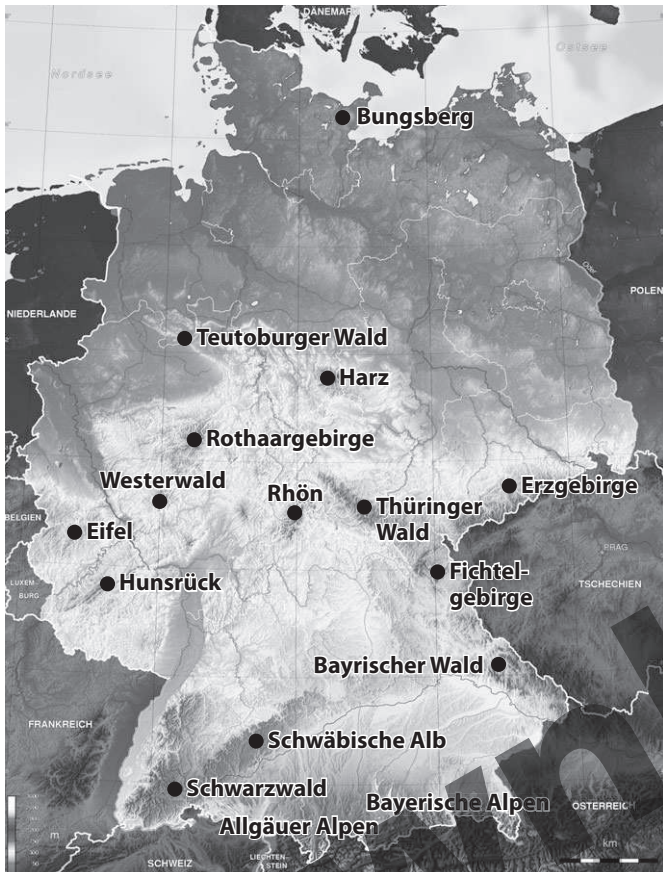 DÄNEMARK
Nordsee
Ostsee
Bungsberg
Oder
POLEN
NIEDERLANDE
Teutoburger Wald
Harz
Rothaargebirge
Westerwald
Rhön
Erzgebirge
Thüringer
Wald
BELGIEN
Eifel
PRAG
Fichtel-
gebirge
Hunsrück
TSCHECHIEN
LUXEM-
BURG
Bayrischer Wald
FRANKREICH
Schwäbische Alb
Schwarzwald
Bayerische Alpen
ÖSTERREICH
Allgäuer Alpen
m
km
SCHWEIZ
LIECHTEN-
STEIN